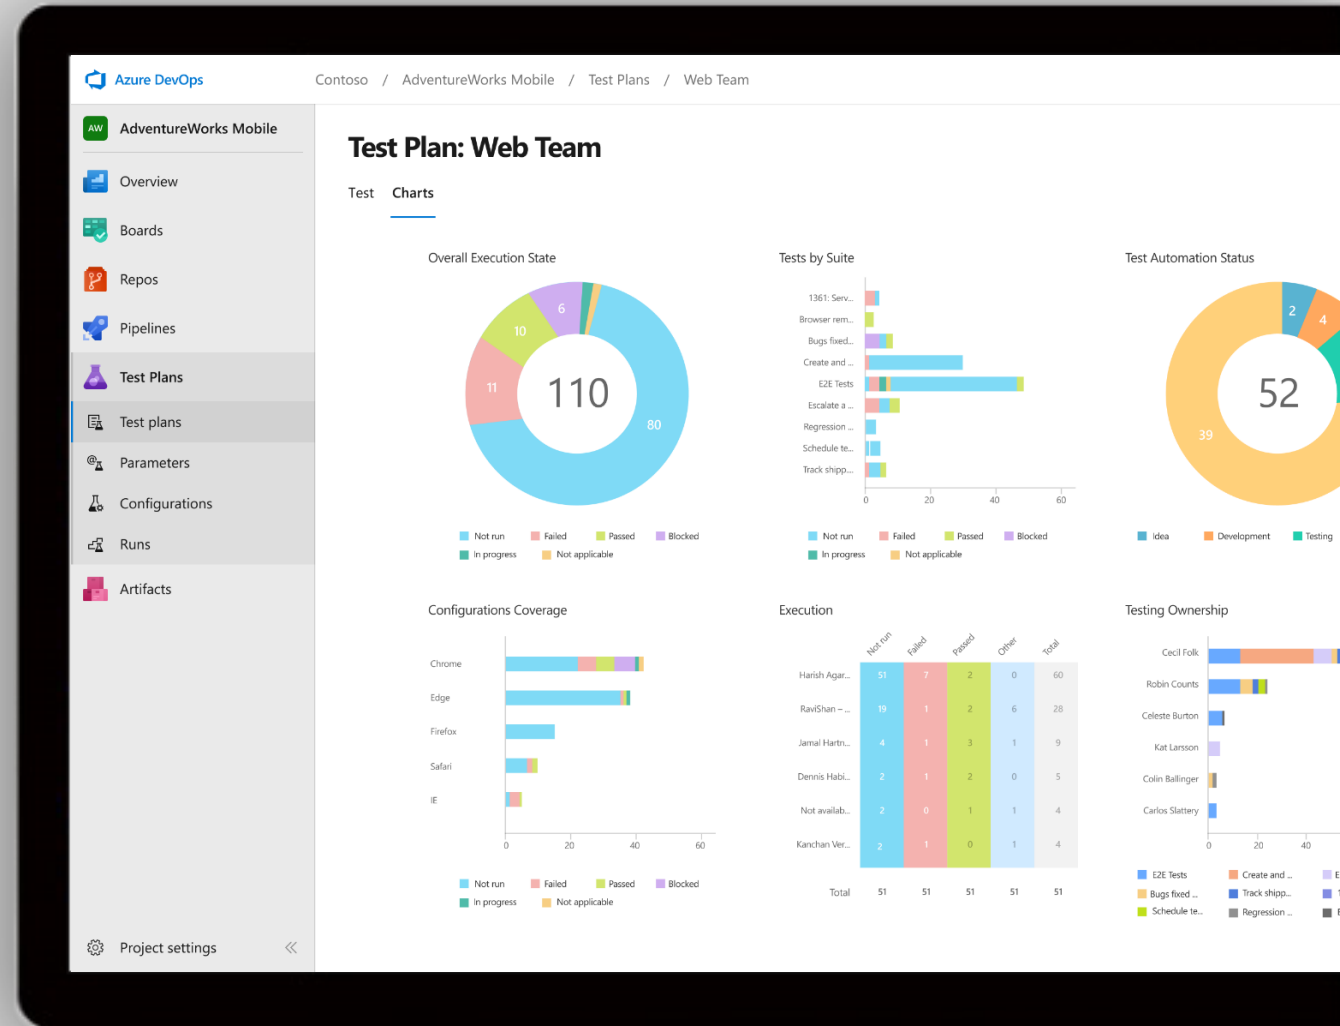 Azure DevOps
Contoso / AdventureWorks Mobile / Test Plans / Web Team
AW AdventureWorks Mobile
Overview
Boards
Repos
Pipelines
Test Plans
Test plans
Parameters
Configurations
Runs
Artifacts
Project settings
Test Plan: Web Team
Test Charts
Overall Execution State
6
10
11
110
80
Not run Failed Passed Blocked
In progress Not applicable
Tests by Suite
1361: Serv...
Browser rem...
Bugs fixed...
Create and ...
E2E Tests
Escalate a ...
Regression ...
Schedule te...
Track shipp...
0 20 40 60
Not run Failed Passed Blocked
In progress Not applicable
Test Automation Status
2
4
52
39
Idea Development Testing
Configurations Coverage
Chrome
Edge
Firefox
Safari
IE
0 20 40 60
Not run Failed Passed Blocked
In progress Not applicable
Execution
Not run Failed Passed Other Total
Harish Agar... 51 7 2 0 60
RaviShan – ... 19 1 2 6 28
Jamal Hartn... 4 1 3 1 9
Dennis Habi... 2 1 2 0 5
Not availab... 2 0 1 1 4
Kanchan Ver... 2 1 0 1 4
Total 51 51 51 51 51
Testing Ownership
Cecil Folk
Robin Counts
Celeste Burton
Kat Larsson
Colin Ballinger
Carlos Slattery
0 20 40
E2E Tests Create and ...
Bugs fixed ... Track shipp...
Schedule te... Regression ...